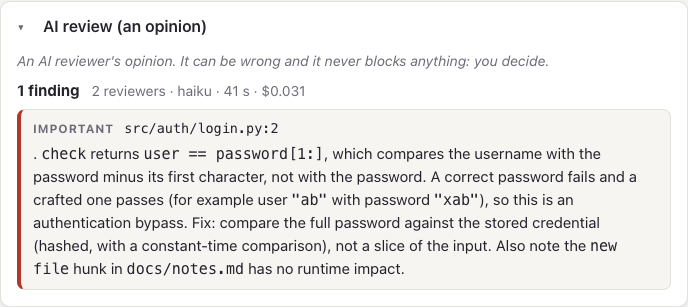 ▾ AI review (an opinion)
An AI reviewer's opinion. It can be wrong and it never blocks anything: you decide.
1 finding 2 reviewers · haiku · 41 s · $0.031
IMPORTANT src/auth/login.py:2
. check returns user == password[1:], which compares the username with the
password minus its first character, not with the password. A correct password fails and a
crafted one passes (for example user "ab" with password "xab"), so this is an
authentication bypass. Fix: compare the full password against the stored credential
(hashed, with a constant-time comparison), not a slice of the input. Also note the new
file hunk in docs/notes.md has no runtime impact.